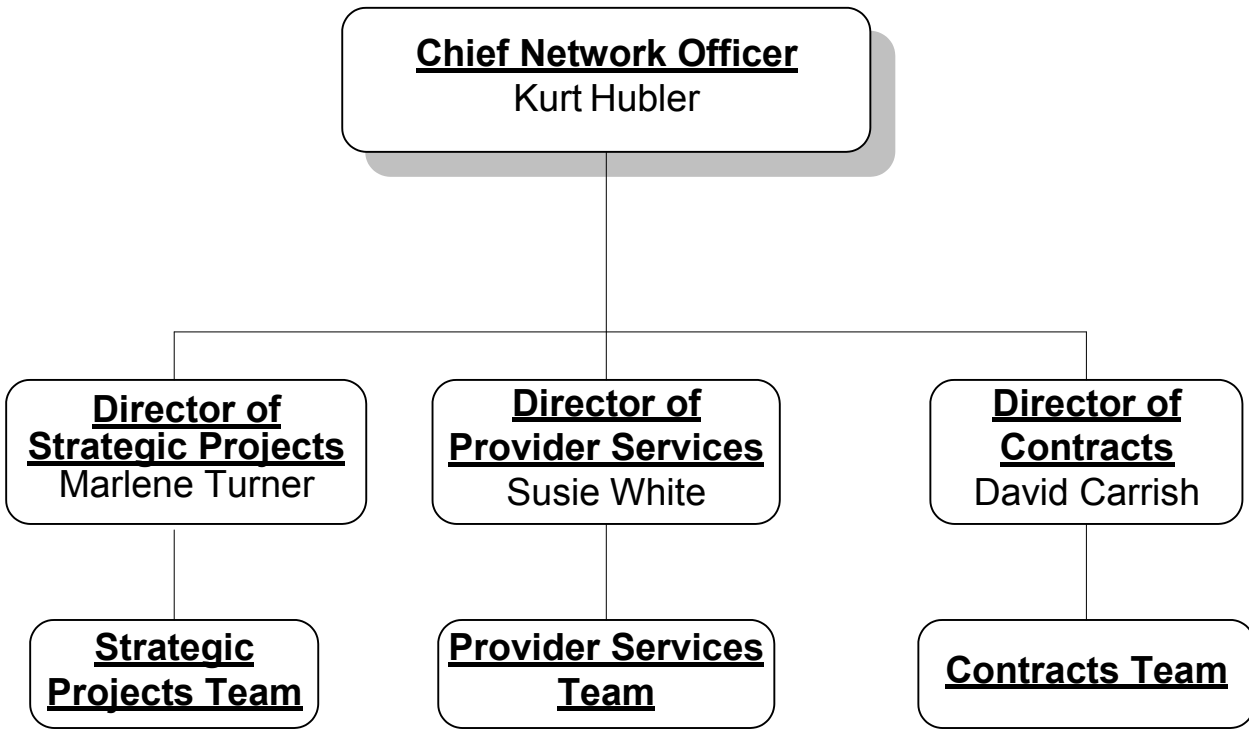 Chief Network Officer
Kurt Hubler
Director of
Strategic Projects
Marlene Turner
Director of
Provider Services
Susie White
Director of
Contracts
David Carrish
Strategic
Projects Team
Provider Services
Team
Contracts Team